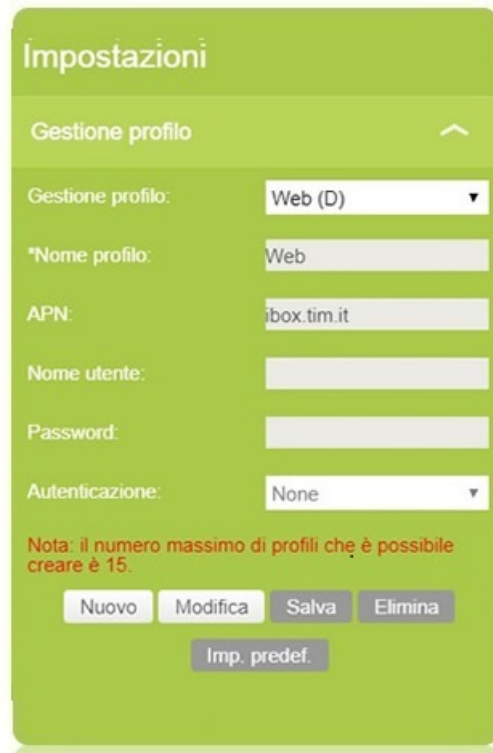 Impostazioni
Gestione profilo
Gestione profilo: Web (D)
*Nome profilo: Web
APN: ibox.tim.it
Nome utente:
Password:
Autenticazione: None
Nota: il numero massimo di profili che è possibile
creare è 15.
Nuovo Modifica Salva Elimina
Imp. predef.